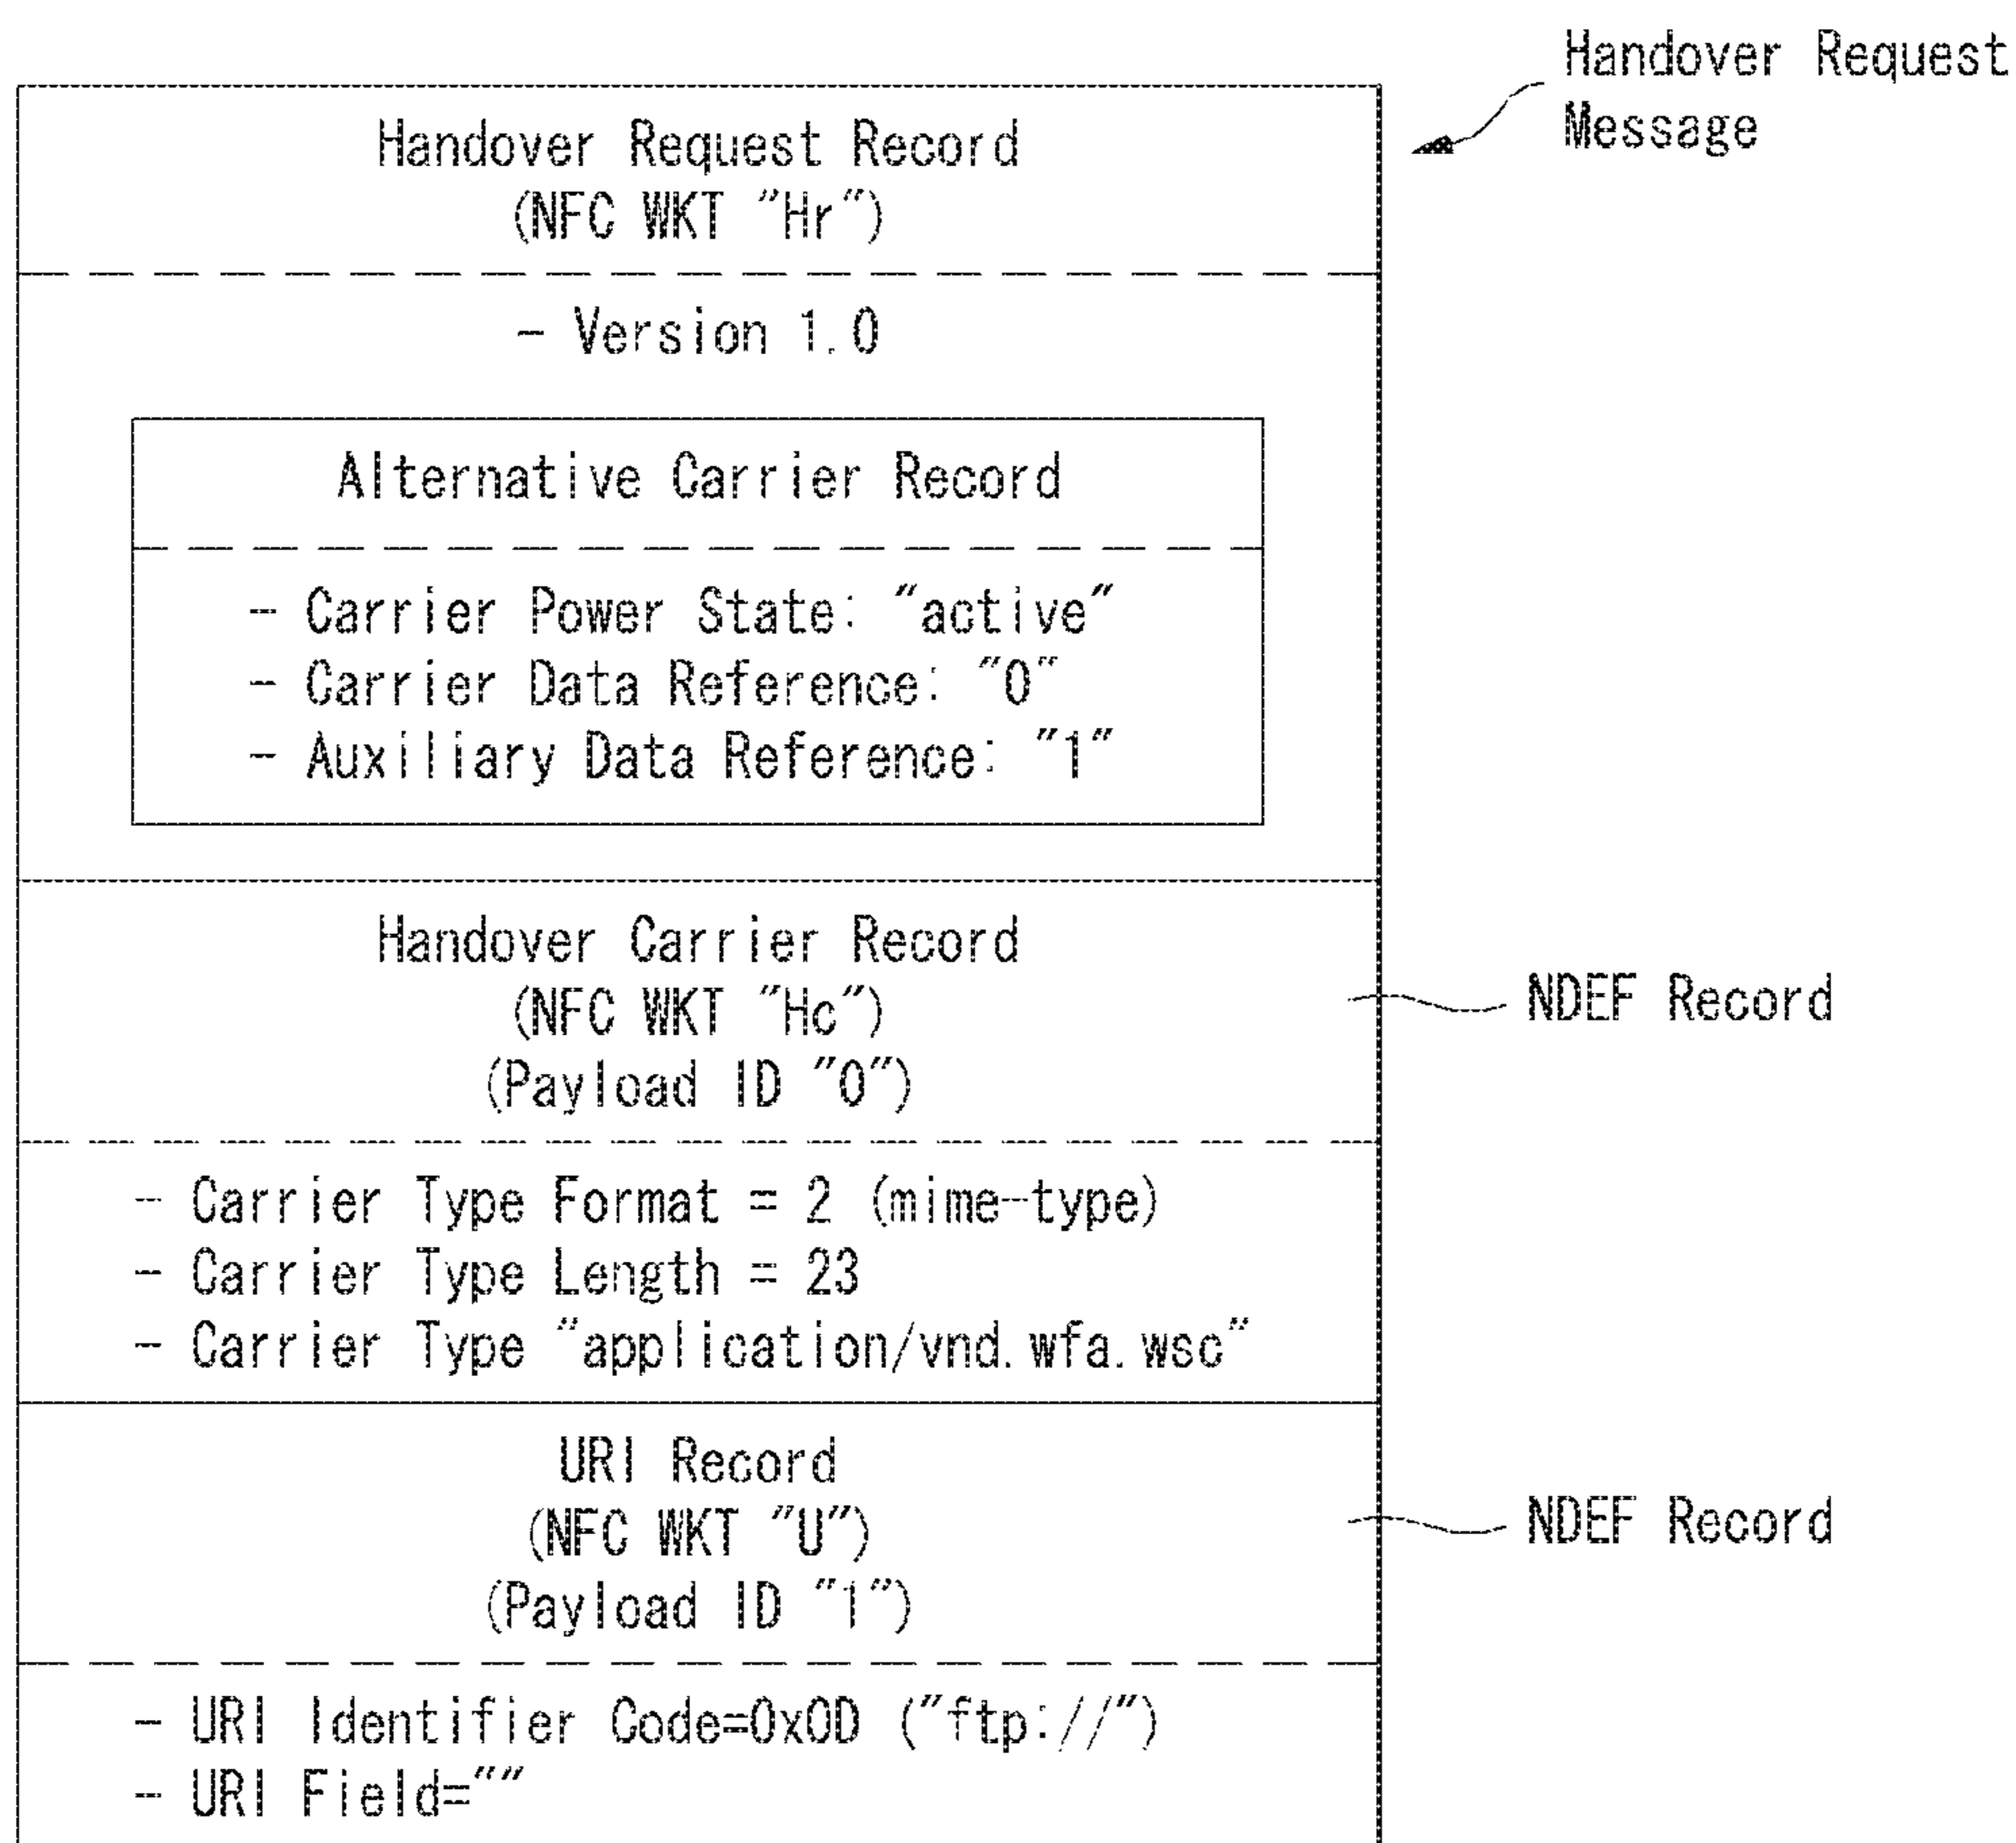 Handover Request
Message
Handover Request Record
(NFC WKT "Hr")
- Version 1.0
Alternative Carrier Record
- Carrier Power State: "active"
- Carrier Data Reference: "0"
- Auxiliary Data Reference: "1"
Handover Carrier Record
(NFC WKT "Hc")
(Payload ID "0")
NDEF Record
- Carrier Type Format = 2 (mime-type)
- Carrier Type Length = 23
- Carrier Type "application/vnd.wfa.wsc"
URI Record
(NFC WKT "U")
(Payload ID "1")
NDEF Record
- URI Identifier Code=0x0D ("ftp://")
- URI Field=""